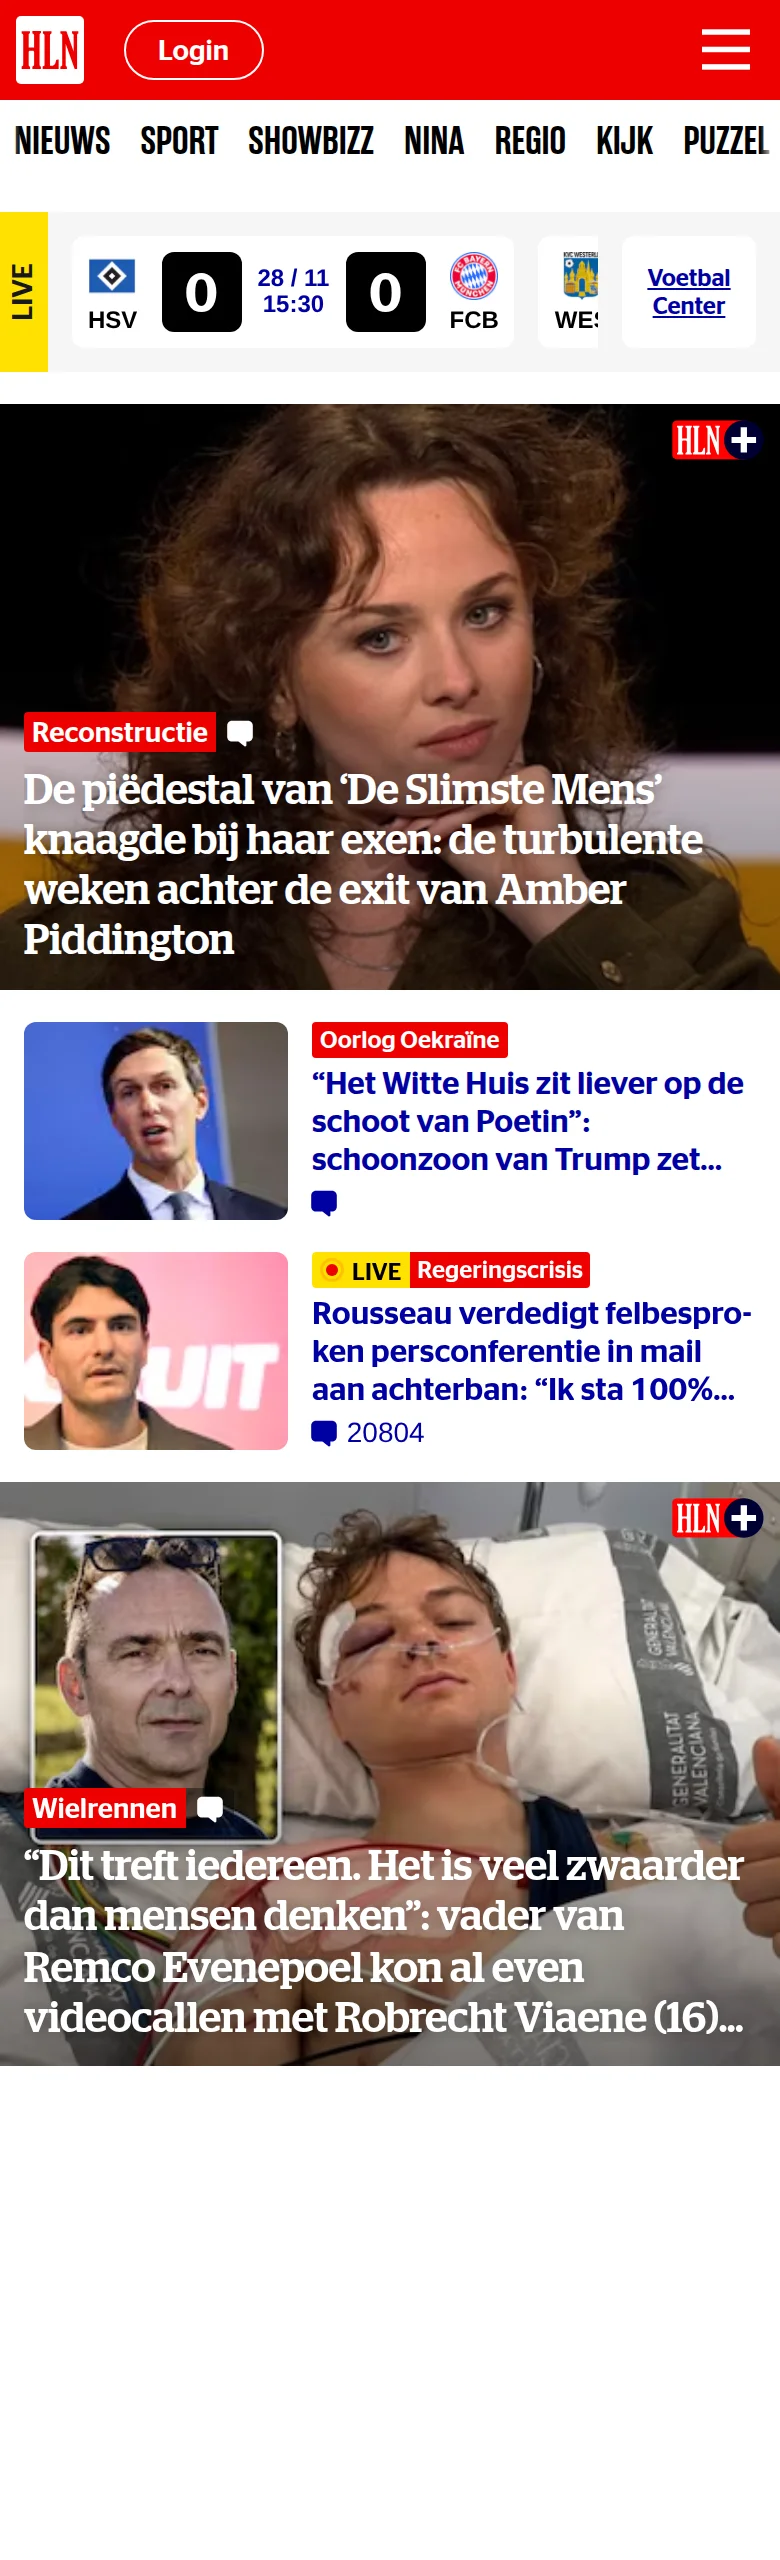 HLN
Login
NIEUWS SPORT SHOWBIZZ NINA REGIO KIJK PUZZEL
LIVE
HSV
0
28 / 11
15:30
0
FCB
WES
Voetbal
Center
HLN+
Reconstructie
De piëdestal van ‘De Slimste Mens’
knaagde bij haar exen: de turbulente
weken achter de exit van Amber
Piddington
Oorlog Oekraïne
“Het Witte Huis zit liever op de
schoot van Poetin”:
schoonzoon van Trump zet...
LIVE Regeringscrisis
Rousseau verdedigt felbespro-
ken persconferentie in mail
aan achterban: “Ik sta 100%...
20804
HLN+
GENERALITAT
VALENCIANA
Wielrennen
“Dit treft iedereen. Het is veel zwaarder
dan mensen denken”: vader van
Remco Evenepoel kon al even
videocallen met Robrecht Viaene (16)...